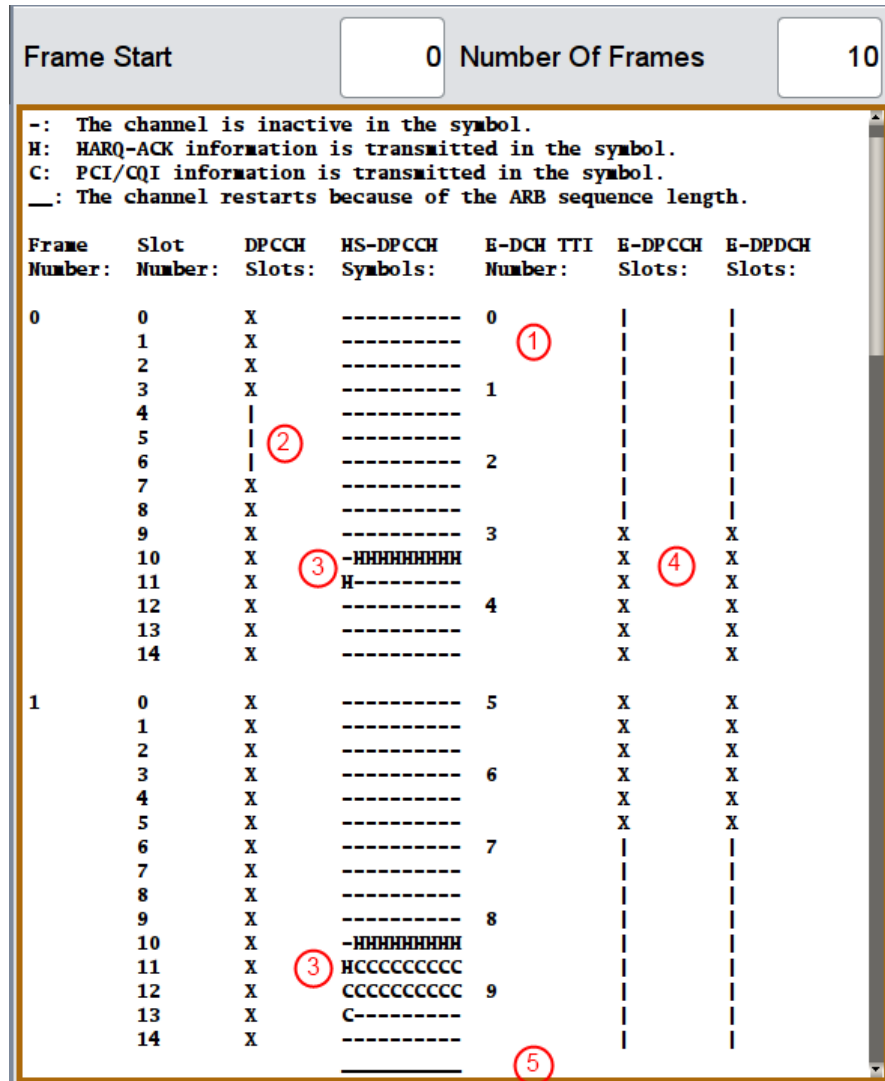 Frame Start 0 Number Of Frames 10
-: The channel is inactive in the symbol.
H: HARQ-ACK information is transmitted in the symbol.
C: PCI/CQI information is transmitted in the symbol.
__: The channel restarts because of the ARB sequence length.
Frame Slot DPCCH HS-DPCCH E-DCH TTI E-DPCCH E-DPDCH
Number: Number: Slots: Symbols: Number: Slots: Slots:
0 0 X ---------- 0 | |
1 X ---------- 1 | |
2 X ---------- | |
3 X ---------- 1 | |
4 | ---------- | |
5 | 2 ---------- | |
6 | ---------- 2 | |
7 X ---------- | |
8 X ---------- | |
9 X ---------- 3 X X
10 X 3 -HHHHHHHHH X 4 X
11 X H--------- X X
12 X ---------- 4 X X
13 X ---------- X X
14 X ---------- X X
1 0 X ---------- 5 X X
1 X ---------- X X
2 X ---------- X X
3 X ---------- 6 X X
4 X ---------- X X
5 X ---------- X X
6 X ---------- 7 | |
7 X ---------- | |
8 X ---------- | |
9 X ---------- 8 | |
10 X -HHHHHHHHH | |
11 X 3 HCCCCCCCCC | |
12 X CCCCCCCCCC 9 | |
13 X C--------- | |
14 X ---------- | |
__________ 5